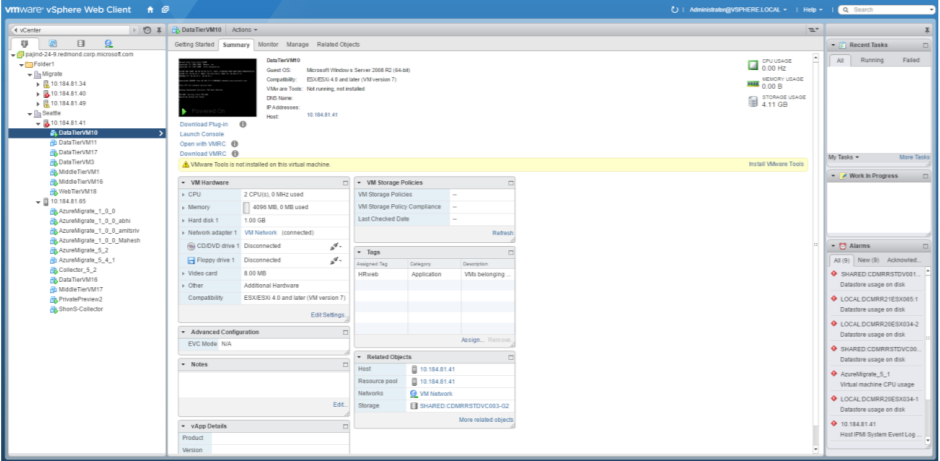 vmware® vSphere Web Client
Administrator@VSPHERE.LOCAL
Help
Search
vCenter
pajind-24-9.redmond.corp.microsoft.com
Folder1
Migrate
10.184.81.34
10.184.81.40
10.184.81.49
Seattle
10.184.81.41
DataTierVM10
DataTierVM11
DataTierVM17
DataTierVM3
MiddleTierVM1
MiddleTierVM16
WebTierVM18
10.184.81.65
AzureMigrate_1_0_0
AzureMigrate_1_0_0_abhi
AzureMigrate_1_0_0_amitsriv
AzureMigrate_1_0_0_Mahesh
AzureMigrate_5_2
AzureMigrate_5_4_1
Collector_5_2
DataTierVM16
MiddleTierVM17
PrivatePreview2
ShonS-Collector
DataTierVM10 Actions
Getting Started Summary Monitor Manage Related Objects
Powered On
Download Plug-in
Launch Console
Open with VMRC
Download VMRC
DataTierVM10
Guest OS: Microsoft Windows Server 2008 R2 (64-bit)
Compatibility: ESX/ESXi 4.0 and later (VM version 7)
VMware Tools: Not running, not installed
DNS Name:
IP Addresses:
Host: 10.184.81.41
CPU USAGE
0.00 HZ
MEMORY USAGE
0.00 B
STORAGE USAGE
4.11 GB
VMware Tools is not installed on this virtual machine.
Install VMware Tools
VM Hardware
CPU 2 CPU(s), 0 MHz used
Memory 4096 MB, 0 MB used
Hard disk 1 1.00 GB
Network adapter 1 VM Network (connected)
CD/DVD drive 1 Disconnected
Floppy drive 1 Disconnected
Video card 8.00 MB
Other Additional Hardware
Compatibility ESX/ESXi 4.0 and later (VM version 7)
Edit Settings...
Advanced Configuration
EVC Mode N/A
Notes
Edit...
vApp Details
Product
Version
VM Storage Policies
VM Storage Policies --
VM Storage Policy Compliance --
Last Checked Date --
Refresh
Tags
Assigned Tag Category Description
HRweb Application VMs belonging...
Assign... Remove...
Related Objects
Host 10.184.81.41
Resource pool 10.184.81.41
Networks VM Network
Storage SHARED:CDMRRSTDVC003-02
More related objects
Recent Tasks
All Running Failed
My Tasks More Tasks
Work In Progress
Alarms
All (9) New (9) Acknowled...
SHARED:CDMRRSTDV001...
Datastore usage on disk
LOCAL:DCMRR21ESX065:1
Datastore usage on disk
LOCAL:DCMRR20ESX034-2
Datastore usage on disk
SHARED:CDMRRSTDVC00...
Datastore usage on disk
AzureMigrate_5_1
Virtual machine CPU usage
LOCAL:DCMRR20ESX034-1
Datastore usage on disk
10.184.81.41
Host IPMI System Event Log ...